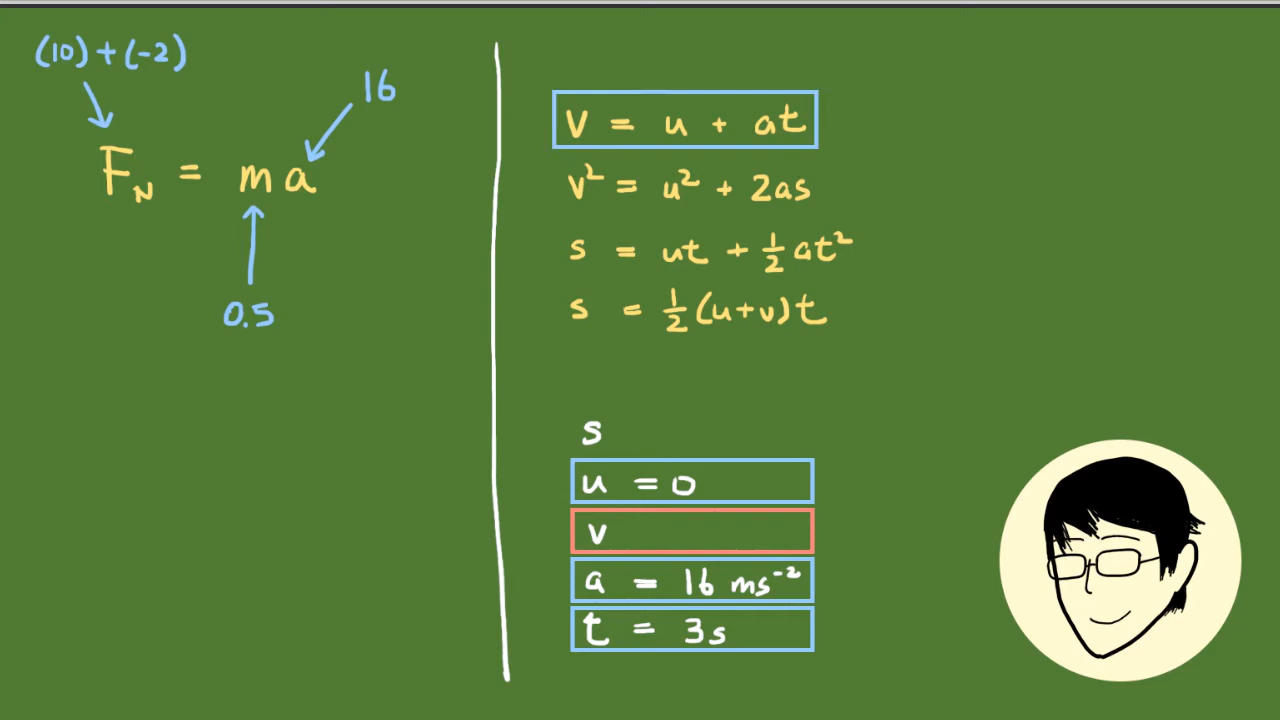 (10) + (-2)
16
F_N = ma
0.5
v = u + at
v² = u² + 2as
s = ut + ½at²
s = ½(u+v)t
s
u = 0
v
a = 16 ms⁻²
t = 3s